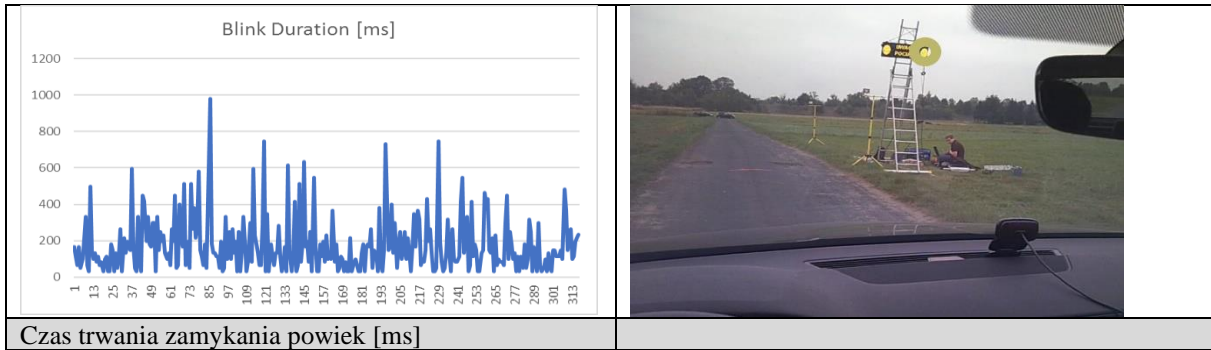 Blink Duration [ms]
1200
1000
800
600
400
200
0
1 13 25 37 49 61 73 85 97 109 121 133 145 157 169 181 193 205 217 229 241 253 265 277 289 301 313
UWAGA
POCIĄG
Czas trwania zamykania powiek [ms]